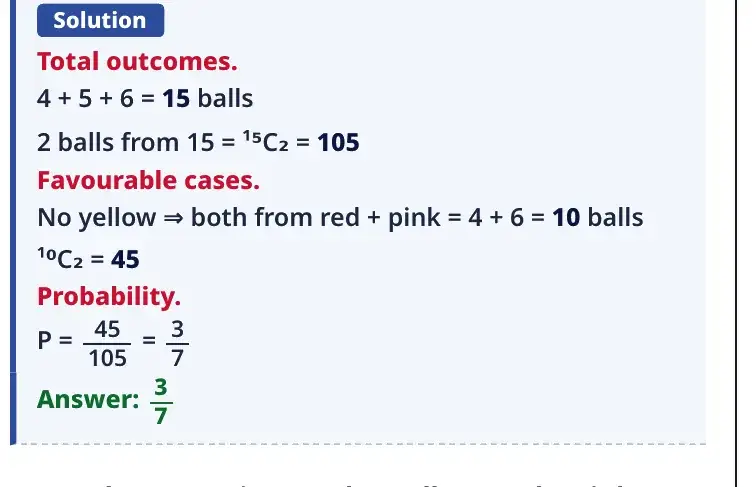 Solution
Total outcomes.
4 + 5 + 6 = 15 balls
2 balls from 15 = ¹⁵C₂ = 105
Favourable cases.
No yellow ⇒ both from red + pink = 4 + 6 = 10 balls
¹⁰C₂ = 45
Probability.
P = 45/105 = 3/7
Answer: 3/7